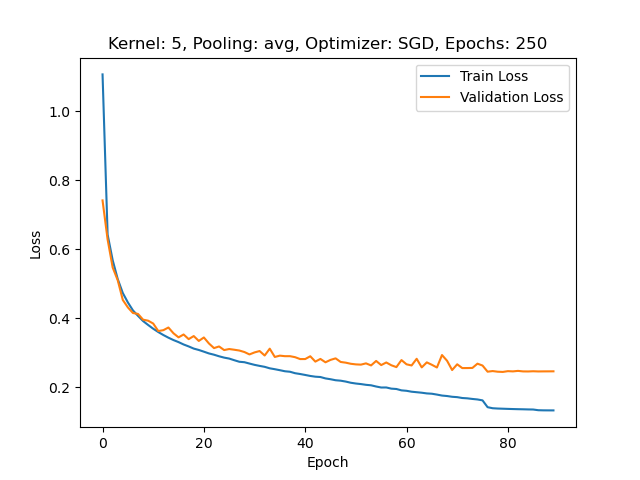 Kernel: 5, Pooling: avg, Optimizer: SGD, Epochs: 250
Train Loss
Validation Loss
1.0
0.8
0.6
0.4
0.2
Loss
0 20 40 60 80
Epoch